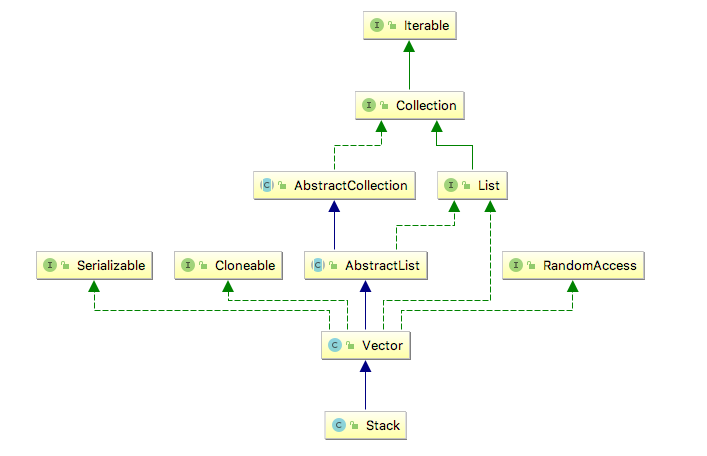 I Iterable
I Collection
C AbstractCollection
I List
I Serializable
I Cloneable
C AbstractList
I RandomAccess
C Vector
C Stack